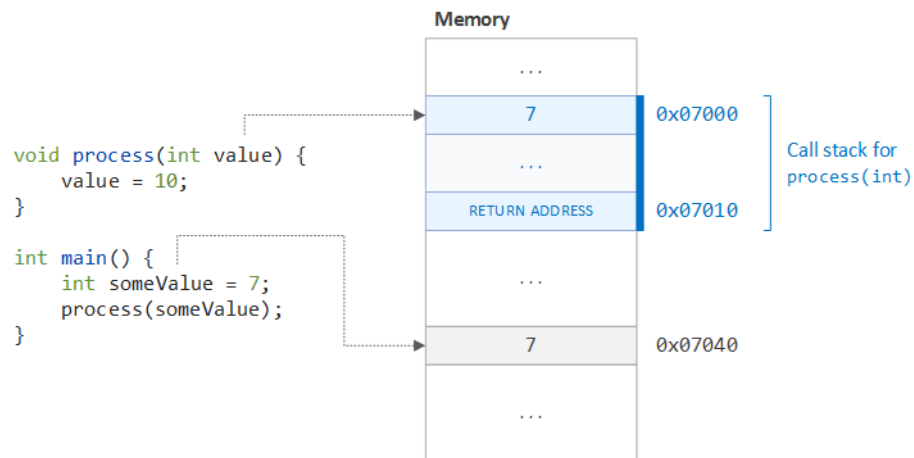 Memory
...
7 0x07000
...
RETURN ADDRESS 0x07010
Call stack for
process(int)
...
7 0x07040
...
void process(int value) {
    value = 10;
}
int main() {
    int someValue = 7;
    process(someValue);
}